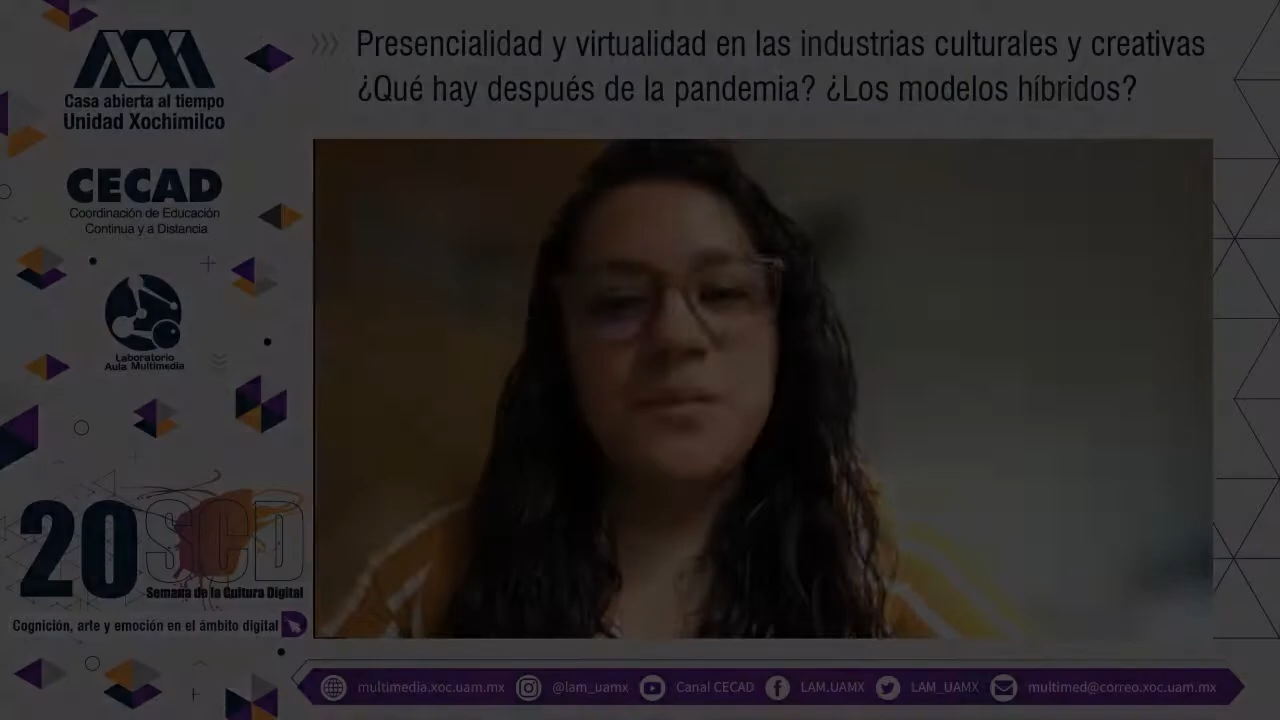 Presencialidad y virtualidad en las industrias culturales y creativas
¿Qué hay después de la pandemia? ¿Los modelos híbridos?
Casa abierta al tiempo
Unidad Xochimilco
CECAD
Coordinación de Educación
Continua y a Distancia
Laboratorio
Aula Multimedia
20 SCD
Semana de la Cultura Digital
Cognición, arte y emoción en el ámbito digital
multimedia.xoc.uam.mx @lam_uamx Canal CECAD LAM.UAMX LAM_UAMX multimed@correo.xoc.uam.mx